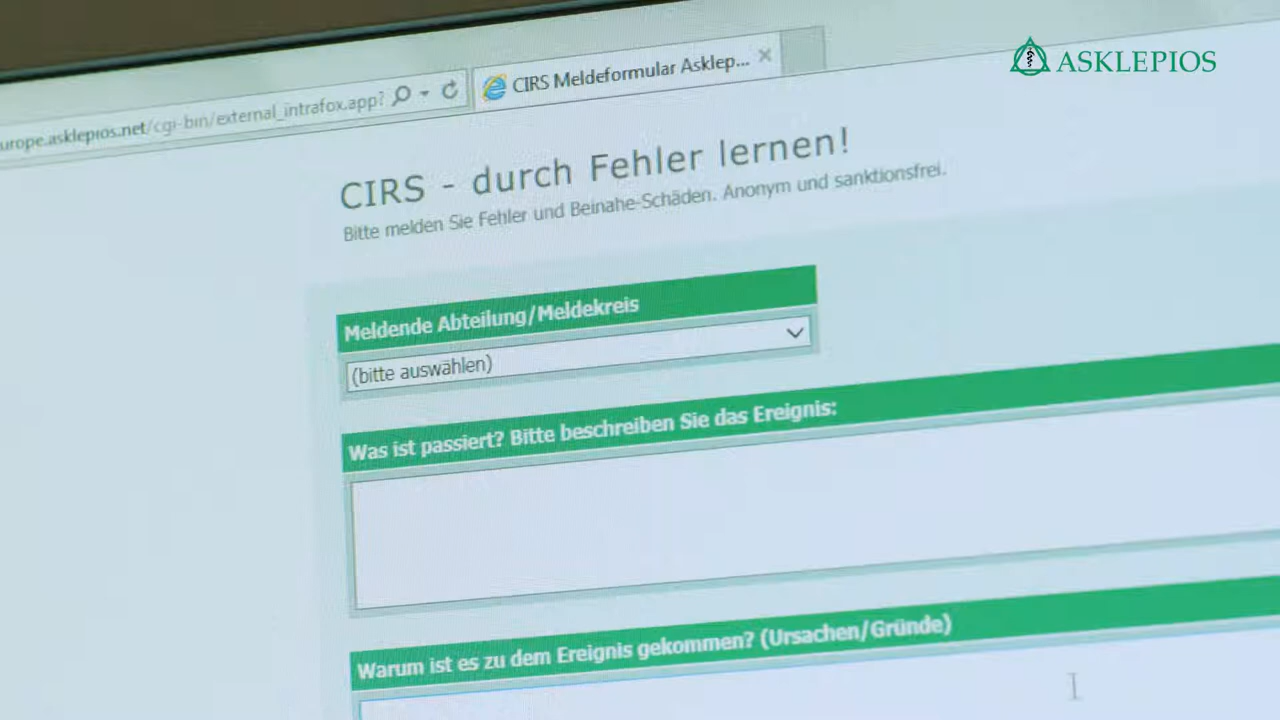 ASKLEPIOS
CIRS Meldeformular Asklep...
urope.asklepios.net/cgi-bin/external_intrafox.app?
CIRS - durch Fehler lernen!
Bitte melden Sie Fehler und Beinahe-Schäden. Anonym und sanktionsfrei.
Meldende Abteilung/Meldekreis
(bitte auswählen)
Was ist passiert? Bitte beschreiben Sie das Ereignis:
Warum ist es zu dem Ereignis gekommen? (Ursachen/Gründe)